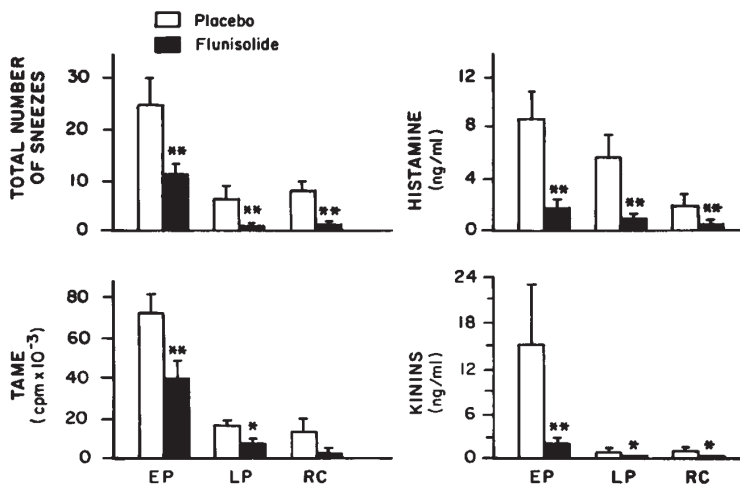 Placebo
Flunisolide
TOTAL NUMBER
OF SNEEZES
30
20
10
0
**
**
**
HISTAMINE
(ng/ml)
12
8
4
0
**
**
**
TAME
(cpm x 10-3)
80
60
40
20
0
**
*
EP LP RC
KININS
(ng/ml)
24
18
12
6
0
**
*
*
EP LP RC